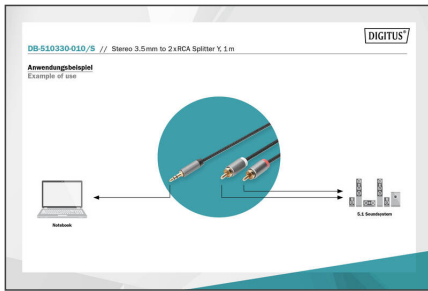 DIGITUS®
DB-510330-010/S // Stereo 3.5mm to 2xRCA Splitter Y, 1m
Anwendungsbeispiel
Example of use
Notebook
5.1 Soundsystem